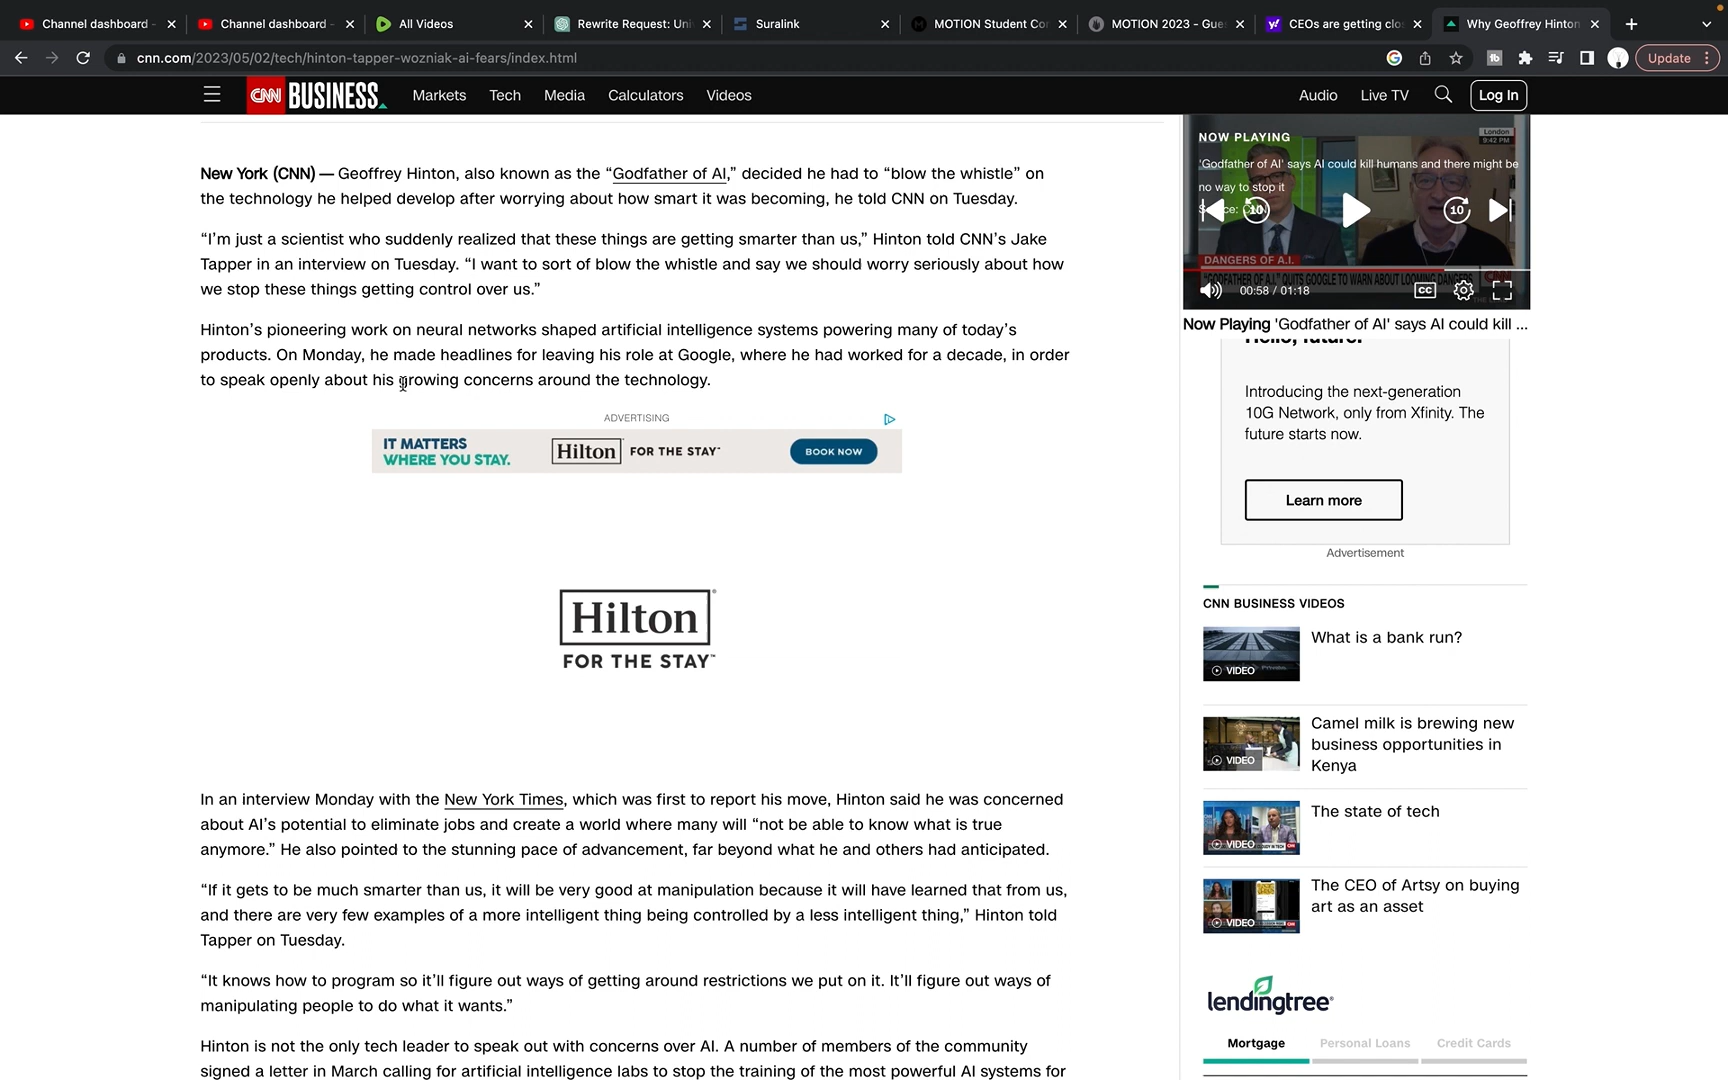 Channel dashboard -
Channel dashboard -
All Videos
Rewrite Request: Uni
Suralink
MOTION Student Co
MOTION 2023 - Gue
CEOs are getting clo
Why Geoffrey Hinton
cnn.com/2023/05/02/tech/hinton-tapper-wozniak-ai-fears/index.html
Update
CNN BUSINESS
Markets
Tech
Media
Calculators
Videos
Audio
Live TV
Log In
New York (CNN) — Geoffrey Hinton, also known as the “Godfather of AI,” decided he had to “blow the whistle” on
the technology he helped develop after worrying about how smart it was becoming, he told CNN on Tuesday.
“I’m just a scientist who suddenly realized that these things are getting smarter than us,” Hinton told CNN’s Jake
Tapper in an interview on Tuesday. “I want to sort of blow the whistle and say we should worry seriously about how
we stop these things getting control over us.”
Hinton’s pioneering work on neural networks shaped artificial intelligence systems powering many of today’s
products. On Monday, he made headlines for leaving his role at Google, where he had worked for a decade, in order
to speak openly about his growing concerns around the technology.
ADVERTISING
IT MATTERS
WHERE YOU STAY.
Hilton
FOR THE STAY™
BOOK NOW
Hilton
FOR THE STAY™
In an interview Monday with the New York Times, which was first to report his move, Hinton said he was concerned
about AI’s potential to eliminate jobs and create a world where many will “not be able to know what is true
anymore.” He also pointed to the stunning pace of advancement, far beyond what he and others had anticipated.
“If it gets to be much smarter than us, it will be very good at manipulation because it will have learned that from us,
and there are very few examples of a more intelligent thing being controlled by a less intelligent thing,” Hinton told
Tapper on Tuesday.
“It knows how to program so it’ll figure out ways of getting around restrictions we put on it. It’ll figure out ways of
manipulating people to do what it wants.”
Hinton is not the only tech leader to speak out with concerns over AI. A number of members of the community
signed a letter in March calling for artificial intelligence labs to stop the training of the most powerful AI systems for
NOW PLAYING
London
9:42 PM
'Godfather of AI' says AI could kill humans and there might be
no way to stop it
10
10
DANGERS OF A.I.
"GODFATHER OF A.I." QUITS GOOGLE TO WARN ABOUT LOOMING DANGERS
00:58 / 01:18
CC
Now Playing 'Godfather of AI' says AI could kill ...
Hello, future.
Introducing the next-generation
10G Network, only from Xfinity. The
future starts now.
Learn more
Advertisement
CNN BUSINESS VIDEOS
VIDEO
What is a bank run?
VIDEO
Camel milk is brewing new
business opportunities in
Kenya
VIDEO
The state of tech
VIDEO
The CEO of Artsy on buying
art as an asset
lendingtree
Mortgage
Personal Loans
Credit Cards